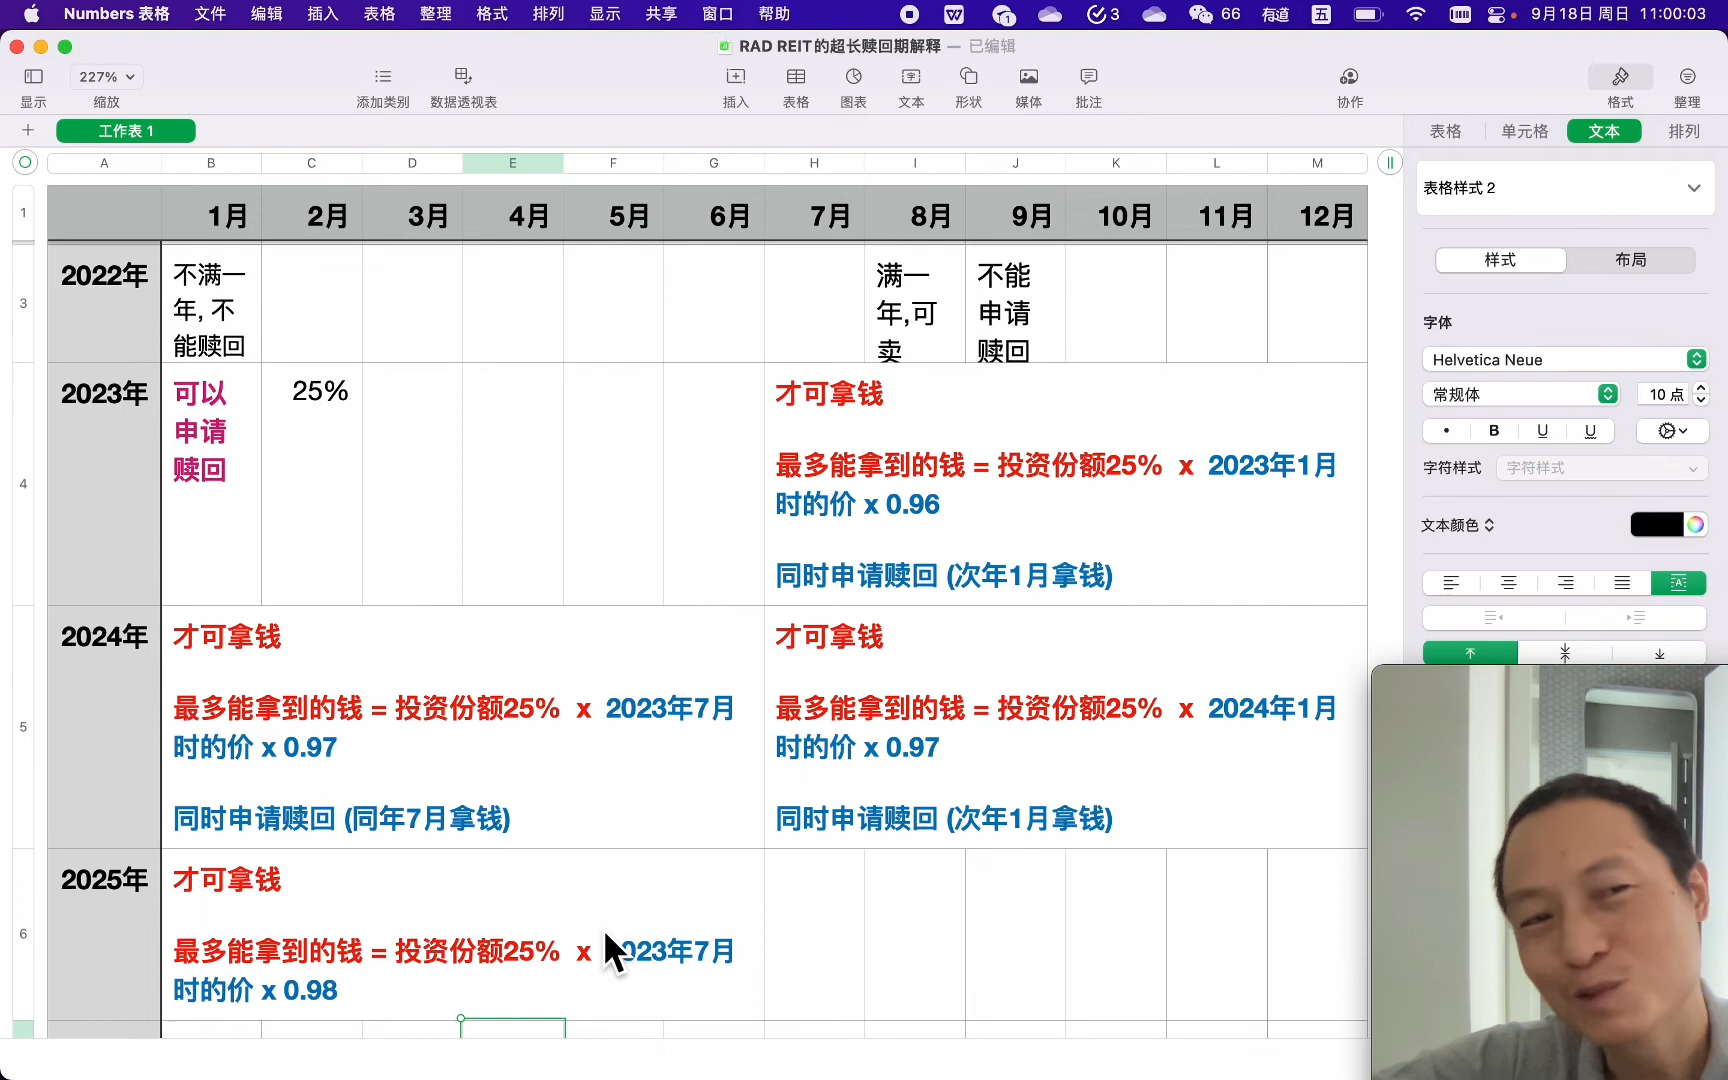 Numbers 表格 文件 编辑 插入 表格 整理 格式 排列 显示 共享 窗口 帮助 1 3 66 有道 五 9月18日 周日 11:00:03
RAD REIT的超长赎回期解释 — 已编辑
227%
显示 缩放 添加类别 数据透视表 插入 表格 图表 文本 形状 媒体 批注 协作 格式 整理
工作表 1
表格 单元格 文本 排列
A B C D E F G H I J K L M
1 1月 2月 3月 4月 5月 6月 7月 8月 9月 10月 11月 12月
3 2022年
不满一
年, 不
能赎回
满一
年,可
卖
不能
申请
赎回
4 2023年
可以
申请
赎回
25%
才可拿钱
最多能拿到的钱 = 投资份额25% x 2023年1月
时的价 x 0.96
同时申请赎回 (次年1月拿钱)
5 2024年
才可拿钱
最多能拿到的钱 = 投资份额25% x 2023年7月
时的价 x 0.97
同时申请赎回 (同年7月拿钱)
才可拿钱
最多能拿到的钱 = 投资份额25% x 2024年1月
时的价 x 0.97
同时申请赎回 (次年1月拿钱)
6 2025年
才可拿钱
最多能拿到的钱 = 投资份额25% x 023年7月
时的价 x 0.98
表格样式 2
样式 布局
字体
Helvetica Neue
常规体 10 点
B U U
字符样式 字符样式
文本颜色